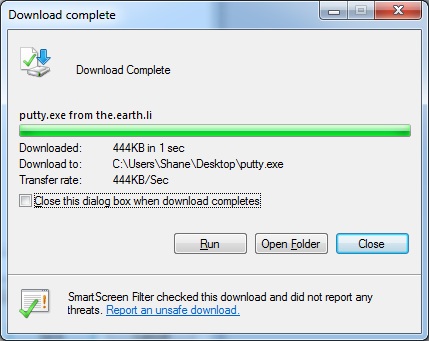 Download complete
Download Complete
putty.exe from the.earth.li
Downloaded: 444KB in 1 sec
Download to: C:\Users\Shane\Desktop\putty.exe
Transfer rate: 444KB/Sec
Close this dialog box when download completes
Run Open Folder Close
SmartScreen Filter checked this download and did not report any
threats. Report an unsafe download.